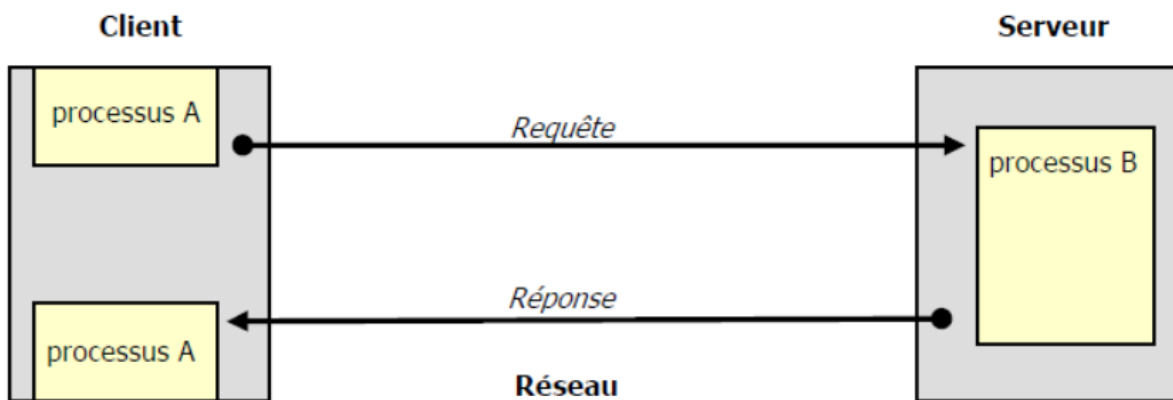 Client
Serveur
processus A
Requête
processus B
Réponse
processus A
Réseau